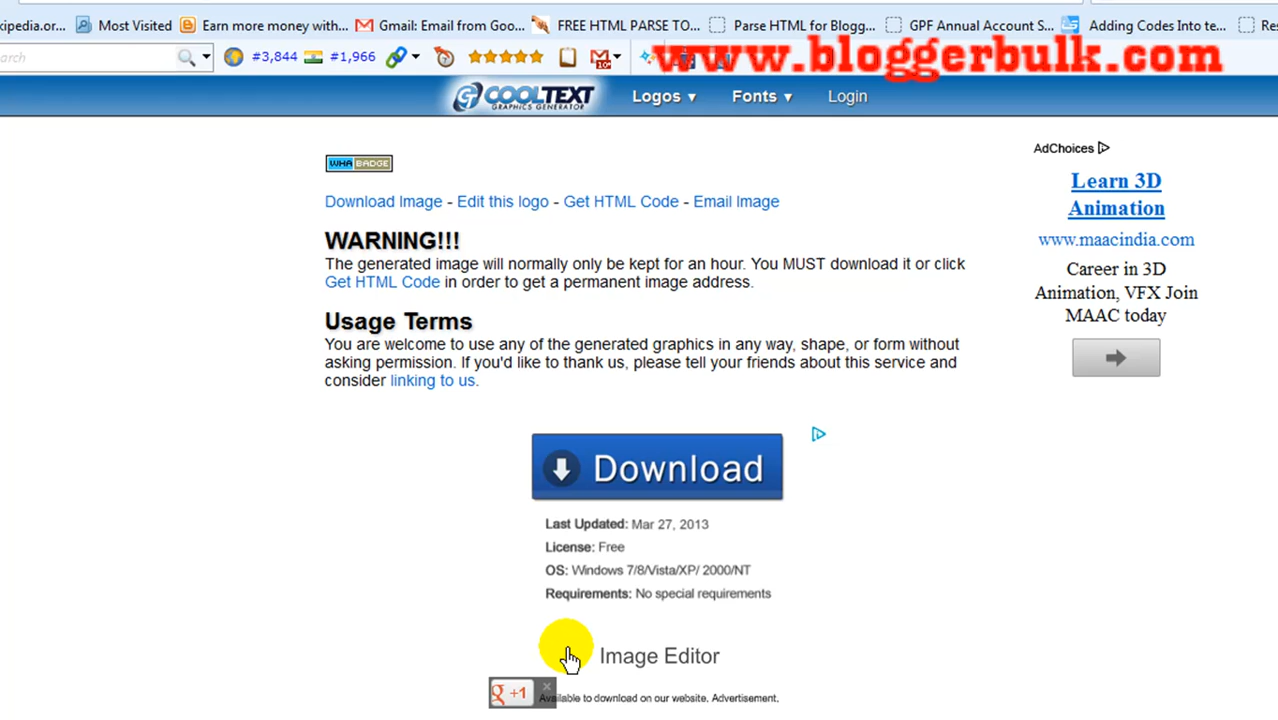 ikipedia.or...
Most Visited
Earn more money with...
Gmail: Email from Goo...
FREE HTML PARSE TO...
Parse HTML for Blogg...
GPF Annual Account S...
Adding Codes Into te...
Re
arch
#3,844
#1,966
10+
www.bloggerbulk.com
COOLTEXT
GRAPHICS GENERATOR
Logos ▼
Fonts ▼
Login
WHA BADGE
Download Image - Edit this logo - Get HTML Code - Email Image
WARNING!!!
The generated image will normally only be kept for an hour. You MUST download it or click
Get HTML Code in order to get a permanent image address.
Usage Terms
You are welcome to use any of the generated graphics in any way, shape, or form without
asking permission. If you'd like to thank us, please tell your friends about this service and
consider linking to us.
AdChoices
Learn 3D
Animation
www.maacindia.com
Career in 3D
Animation, VFX Join
MAAC today
Download
Last Updated: Mar 27, 2013
License: Free
OS: Windows 7/8/Vista/XP/ 2000/NT
Requirements: No special requirements
Image Editor
g +1
Available to download on our website. Advertisement.